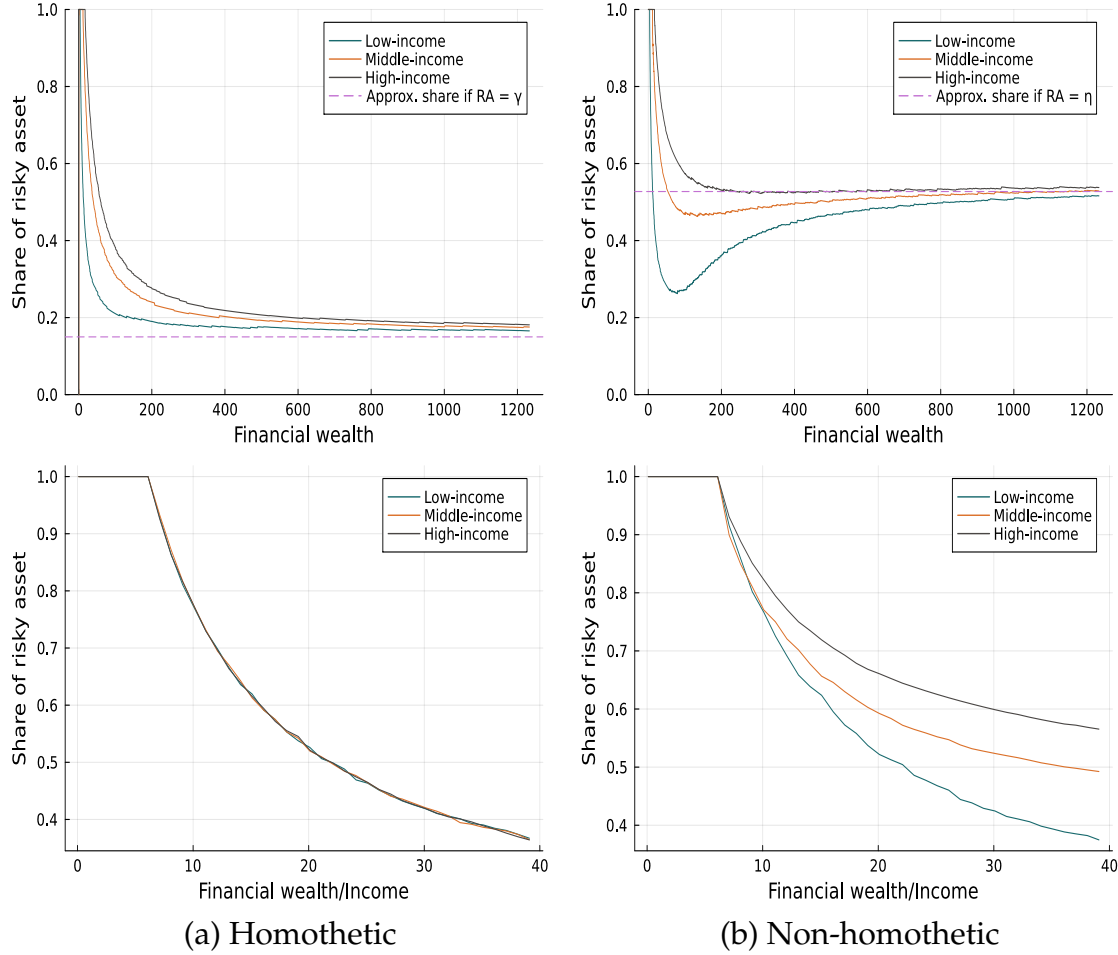 1.0
0.8
0.6
0.4
0.2
0.0
Share of risky asset
Low-income
Middle-income
High-income
Approx. share if RA = γ
0 200 400 600 800 1000 1200
Financial wealth
1.0
0.8
0.6
0.4
0.2
0.0
Share of risky asset
Low-income
Middle-income
High-income
Approx. share if RA = η
0 200 400 600 800 1000 1200
Financial wealth
1.0
0.9
0.8
0.7
0.6
0.5
0.4
Share of risky asset
Low-income
Middle-income
High-income
0 10 20 30 40
Financial wealth/Income
(a) Homothetic
1.0
0.9
0.8
0.7
0.6
0.5
0.4
Share of risky asset
Low-income
Middle-income
High-income
0 10 20 30 40
Financial wealth/Income
(b) Non-homothetic